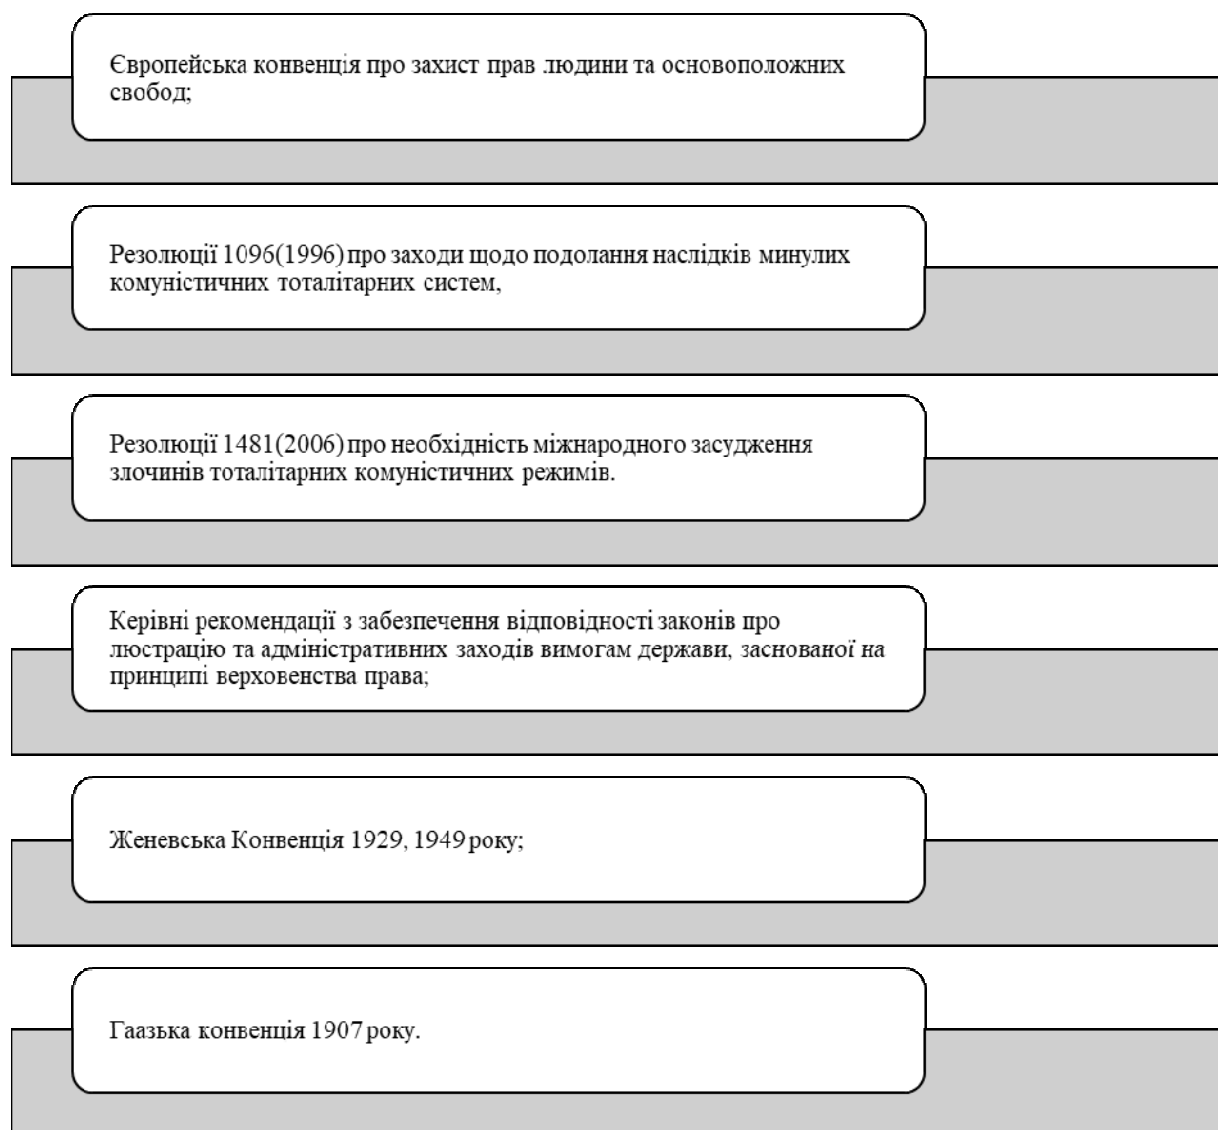 Європейська конвенція про захист прав людини та основоположних
свобод;
Резолюції 1096(1996) про заходи щодо подолання наслідків минулих
комуністичних тоталітарних систем,
Резолюції 1481(2006) про необхідність міжнародного засудження
злочинів тоталітарних комуністичних режимів.
Керівні рекомендації з забезпечення відповідності законів про
люстрацію та адміністративних заходів вимогам держави, заснованої на
принципі верховенства права;
Женевська Конвенція 1929, 1949 року;
Гаазька конвенція 1907 року.